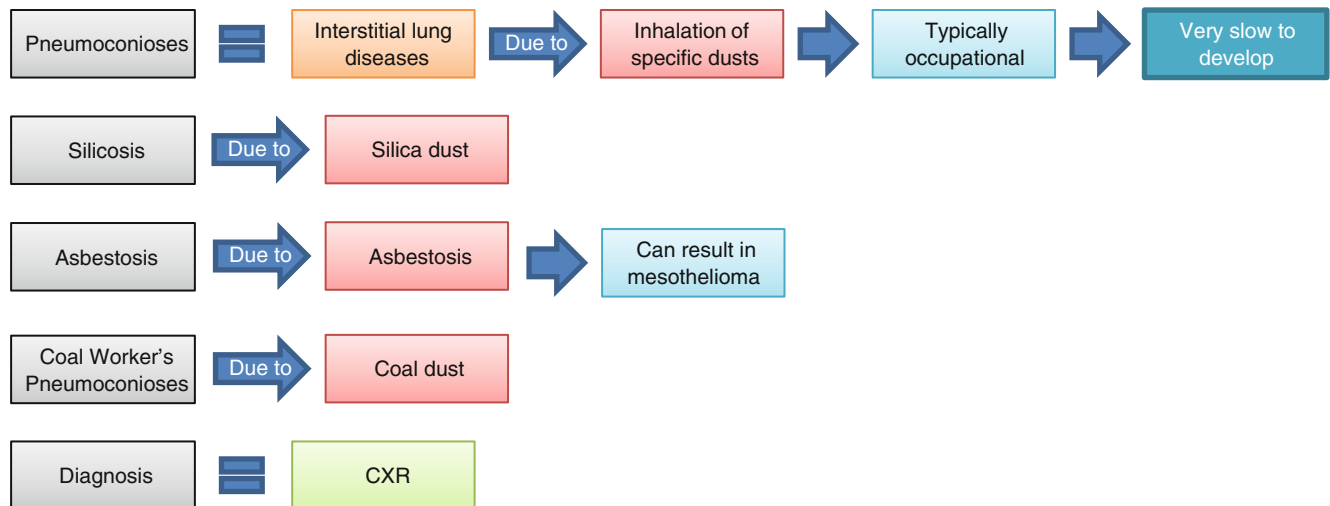 Pneumoconioses
Interstitial lung
diseases
Due to
Inhalation of
specific dusts
Typically
occupational
Very slow to
develop
Silicosis
Due to
Silica dust
Asbestosis
Due to
Asbestosis
Can result in
mesothelioma
Coal Worker’s
Pneumoconioses
Due to
Coal dust
Diagnosis
CXR